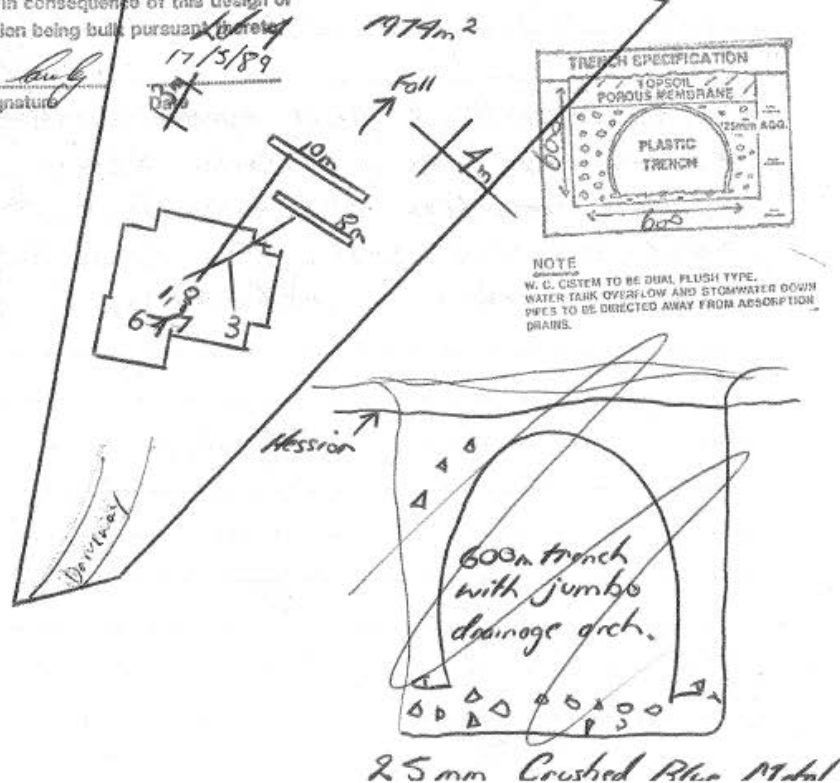 in consequence of this design or
ion being built pursuant thereto.
1974m²
17/5/89
gnature
Date
3m
Fall
4m
10m
8m
6
3
Driveway
TRENCH SPECIFICATION
TOPSOIL
POROUS MEMBRANE
25mm AGG.
PLASTIC
TRENCH
600
600
NOTE
W. C. CISTEM TO BE DUAL FLUSH TYPE.
WATER TANK OVERFLOW AND STOMWATER DOWN
PIPES TO BE DIRECTED AWAY FROM ABSORPTION
DRAINS.
Hessian
600m trench
with jumbo
drainage arch.
25mm Crushed Blue Metal